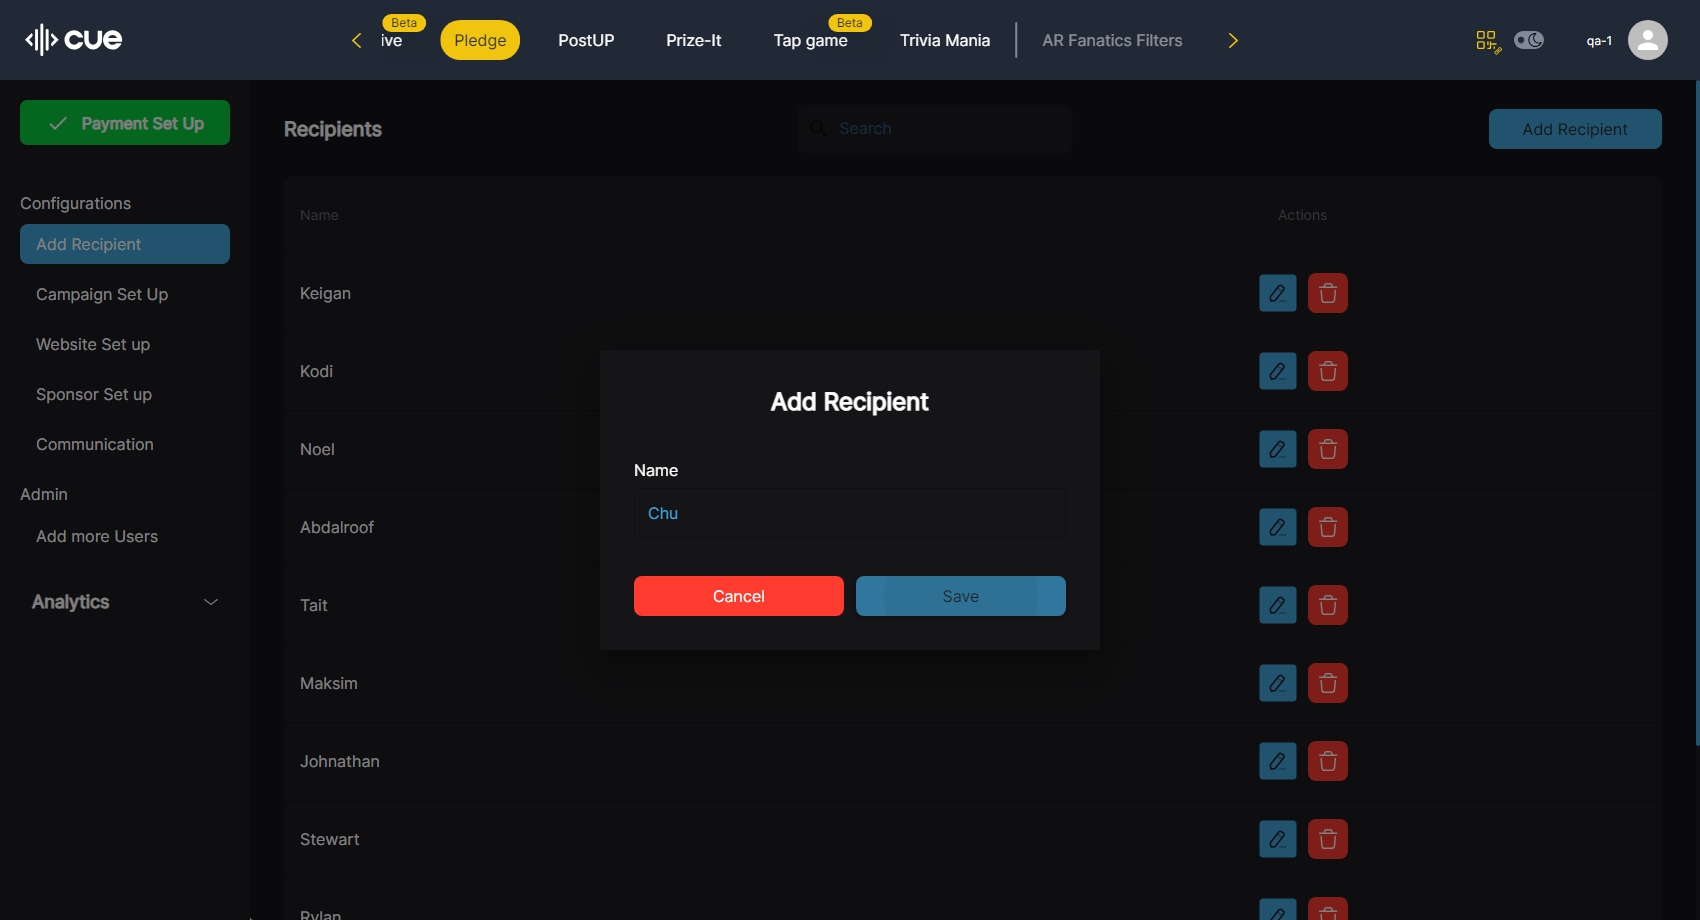 cue
ive
Beta
Pledge
PostUP
Prize-It
Tap game
Beta
Trivia Mania
AR Fanatics Filters
qa-1
Payment Set Up
Configurations
Add Recipient
Campaign Set Up
Website Set up
Sponsor Set up
Communication
Admin
Add more Users
Analytics
Recipients
Search
Add Recipient
Name
Actions
Keigan
Kodi
Noel
Abdalroof
Tait
Maksim
Johnathan
Stewart
Rylan
Add Recipient
Name
Chu
Cancel
Save